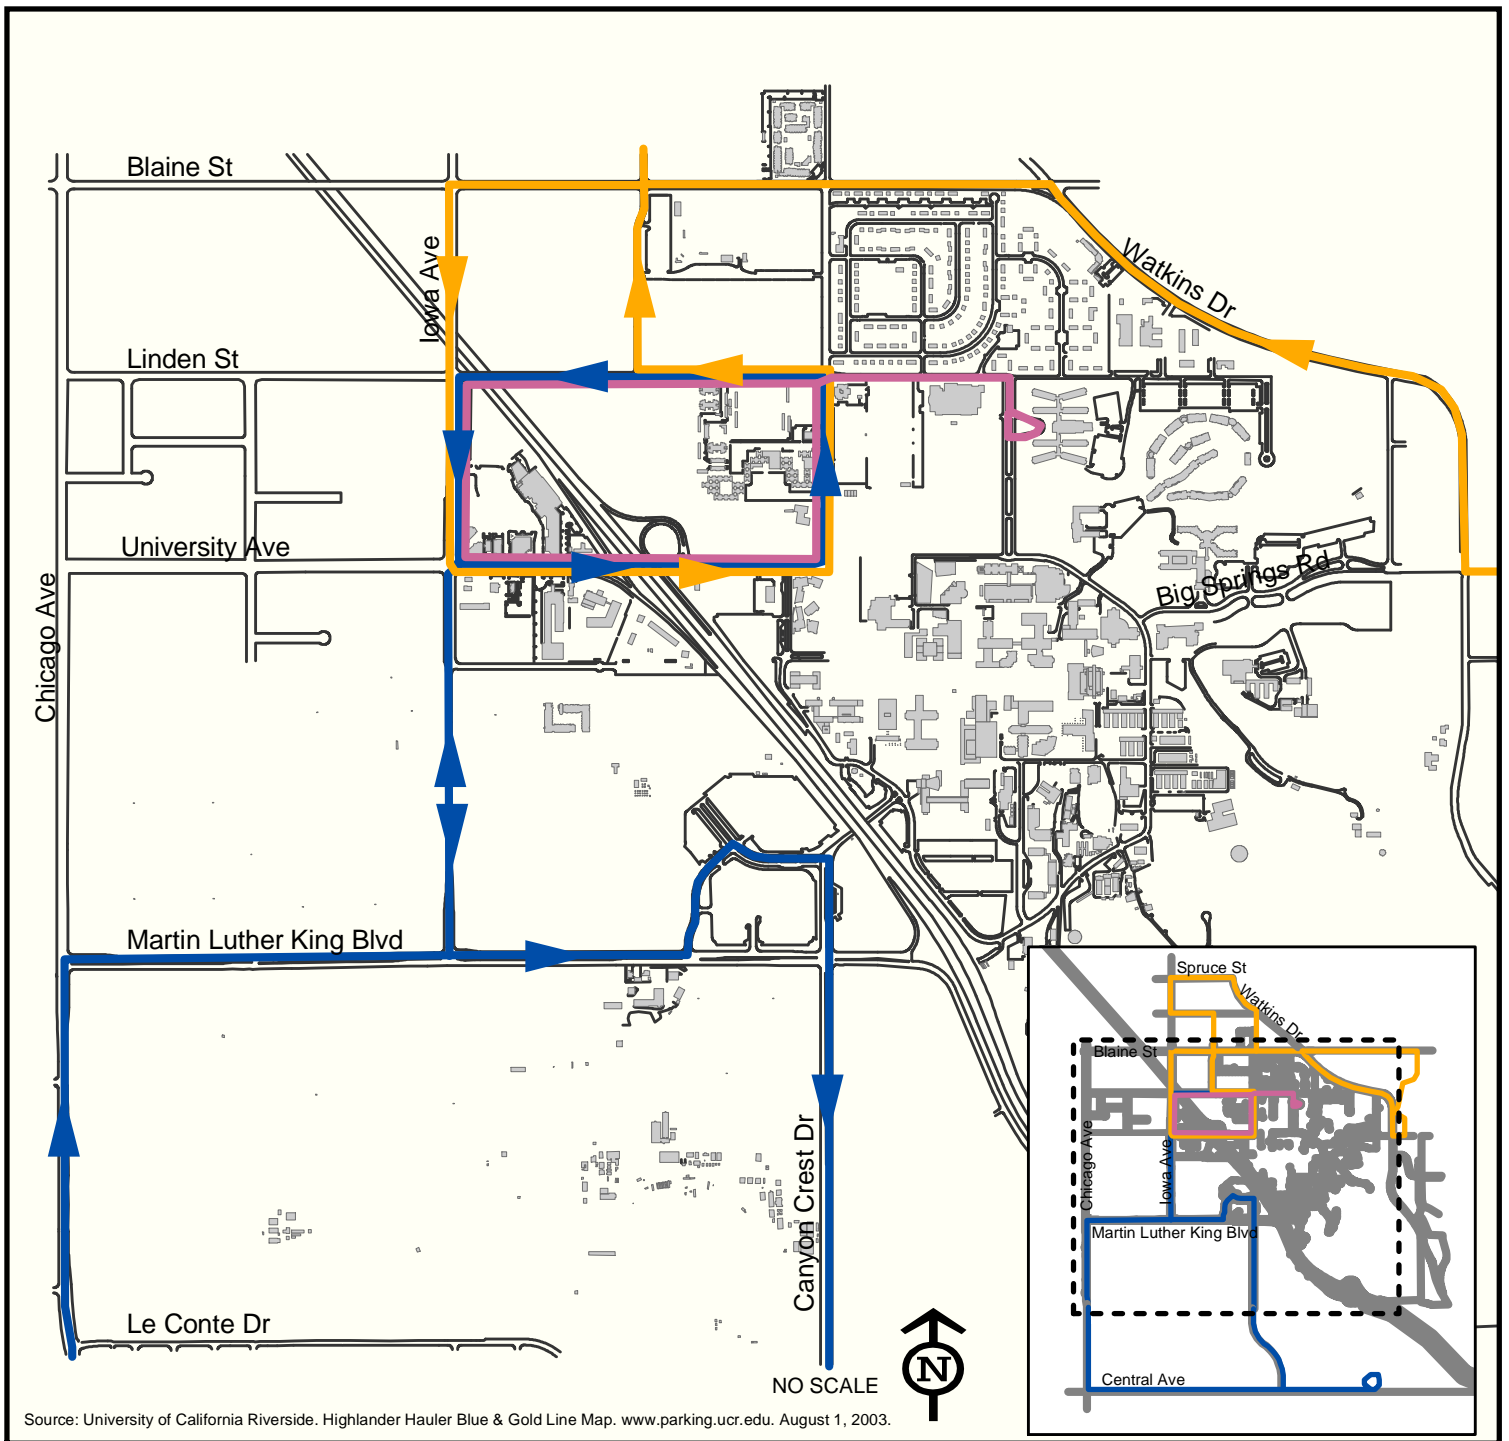 Blaine St
Iowa Ave
Watkins Dr
Linden St
University Ave
Big Springs Rd
Chicago Ave
Martin Luther King Blvd
Canyon Crest Dr
Le Conte Dr
NO SCALE
N
Source: University of California Riverside. Highlander Hauler Blue & Gold Line Map. www.parking.ucr.edu. August 1, 2003.
Spruce St
Watkins Dr
Blaine St
Chicago Ave
Iowa Ave
Martin Luther King Blvd
Central Ave